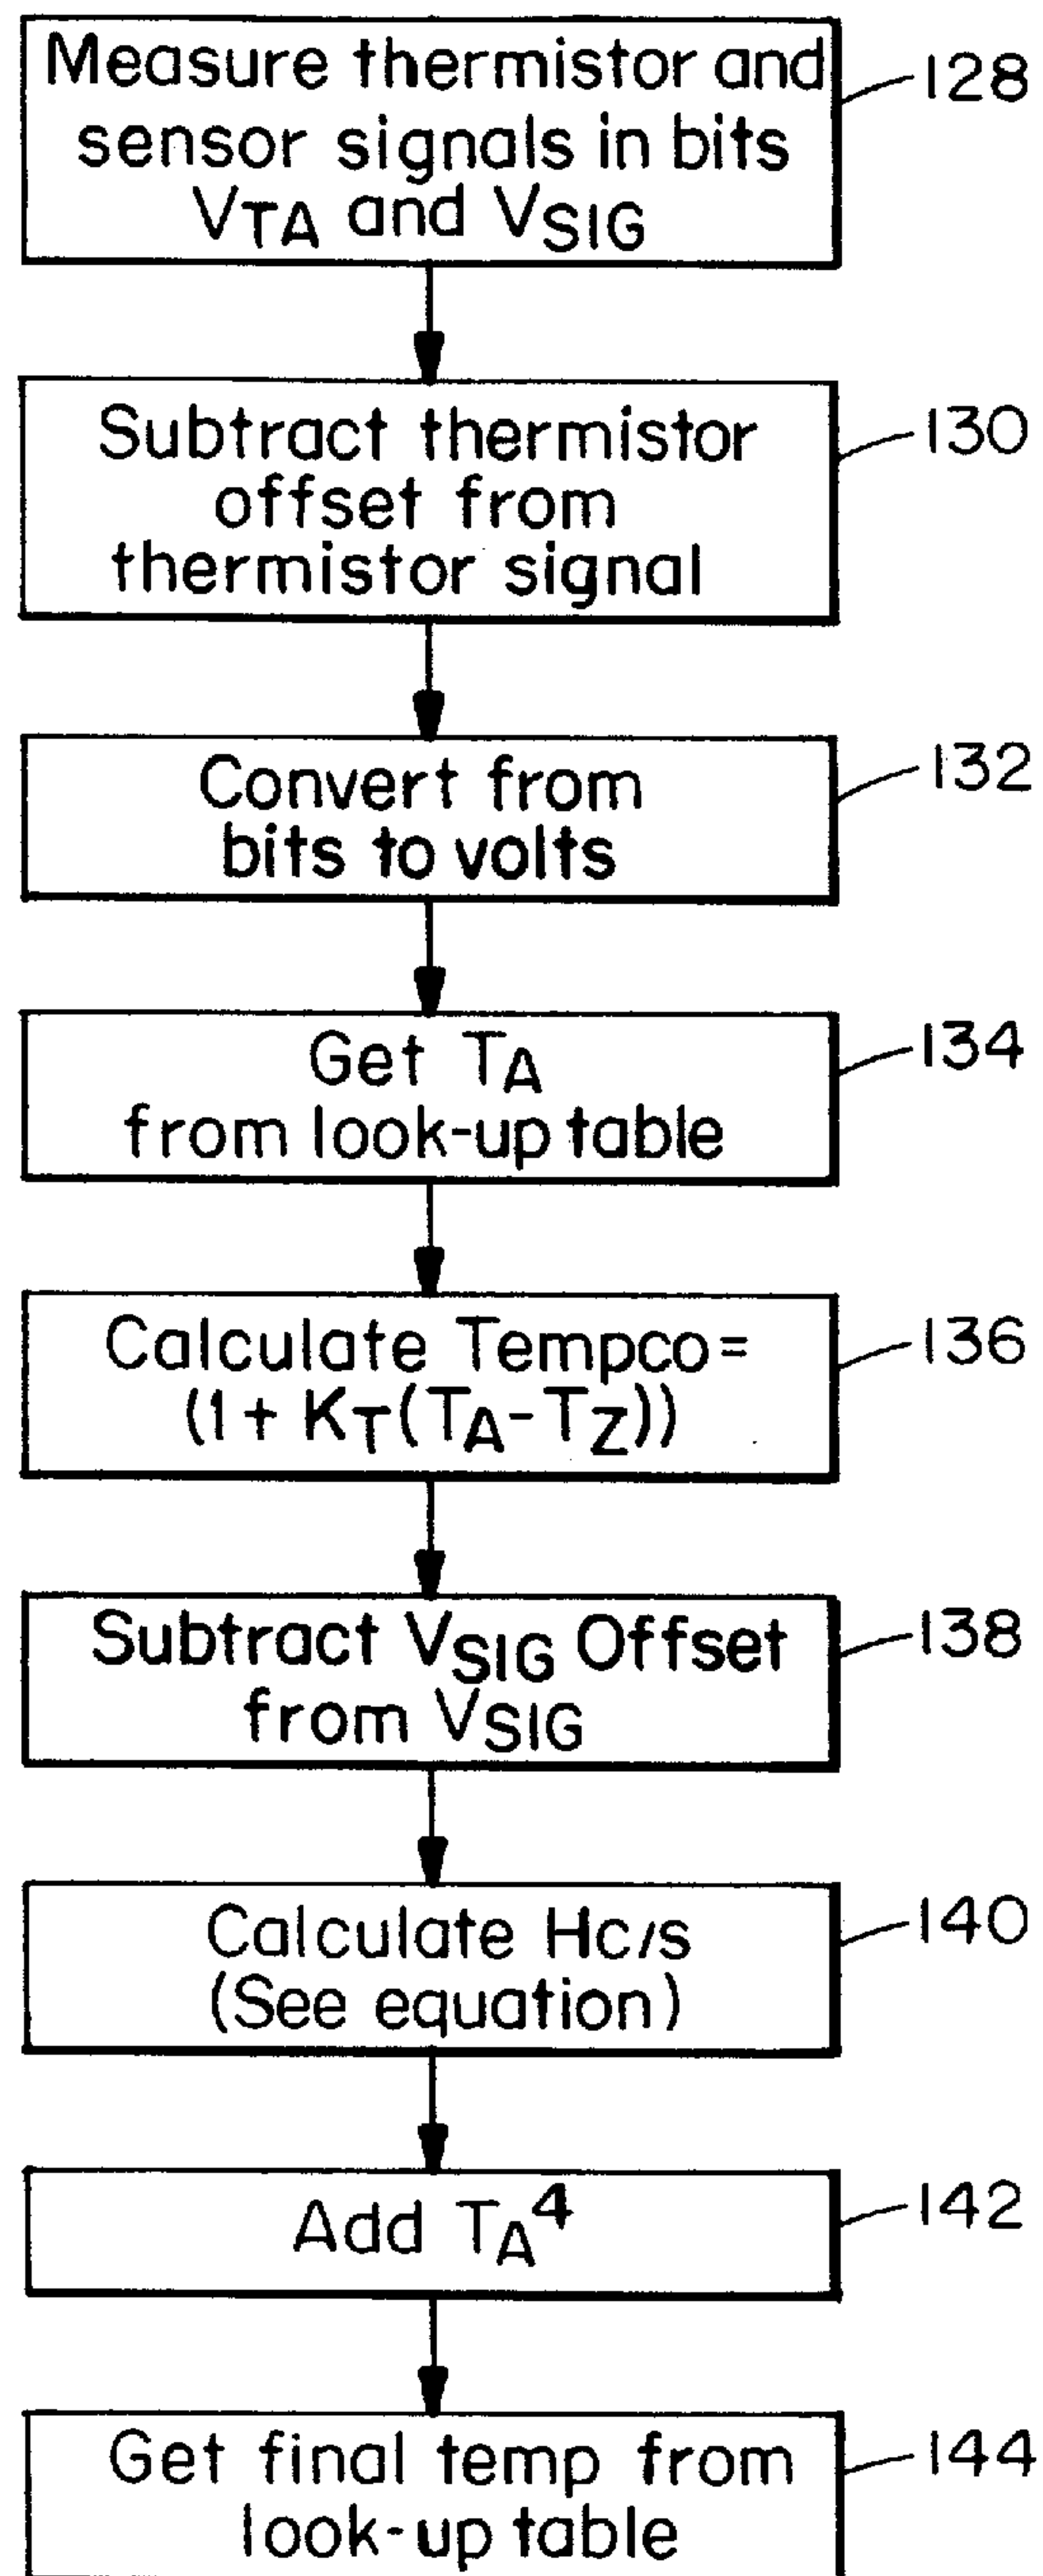 Measure thermistor and
sensor signals in bits
VTA and VSIG
128
Subtract thermistor
offset from
thermistor signal
130
Convert from
bits to volts
132
Get TA
from look-up table
134
Calculate Tempco =
(1 + KT(TA-TZ))
136
Subtract VSIG Offset
from VSIG
138
Calculate Hc/s
(See equation)
140
Add TA⁴
142
Get final temp from
look-up table
144